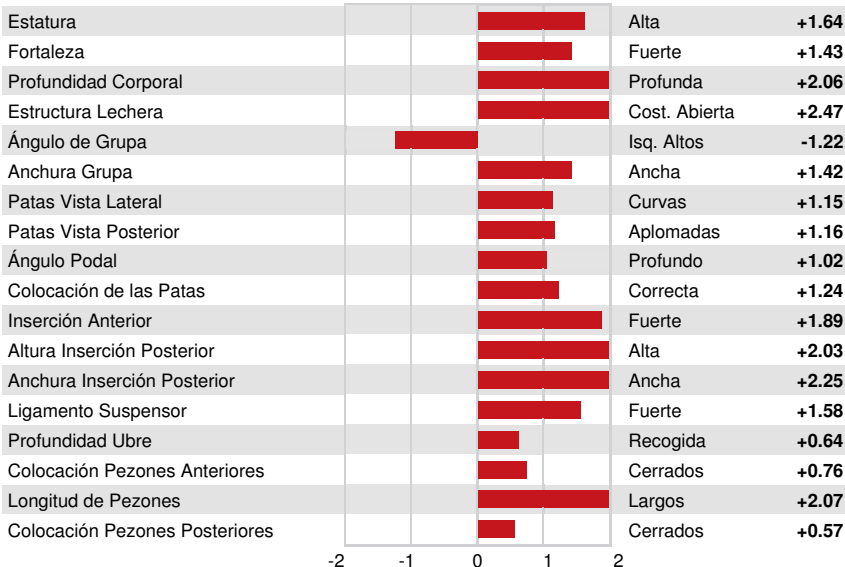 Estatura Alta +1.64
Fortaleza Fuerte +1.43
Profundidad Corporal Profunda +2.06
Estructura Lechera Cost. Abierta +2.47
Ángulo de Grupa Isq. Altos -1.22
Anchura Grupa Ancha +1.42
Patas Vista Lateral Curvas +1.15
Patas Vista Posterior Aplomadas +1.16
Ángulo Podal Profundo +1.02
Colocación de las Patas Correcta +1.24
Inserción Anterior Fuerte +1.89
Altura Inserción Posterior Alta +2.03
Anchura Inserción Posterior Ancha +2.25
Ligamento Suspensor Fuerte +1.58
Profundidad Ubre Recogida +0.64
Colocación Pezones Anteriores Cerrados +0.76
Longitud de Pezones Largos +2.07
Colocación Pezones Posteriores Cerrados +0.57
-2 -1 0 1 2